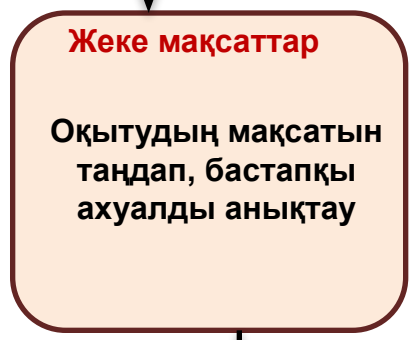 Жеке мақсаттар
Оқытудың мақсатын
таңдап, бастапқы
ахуалды анықтау